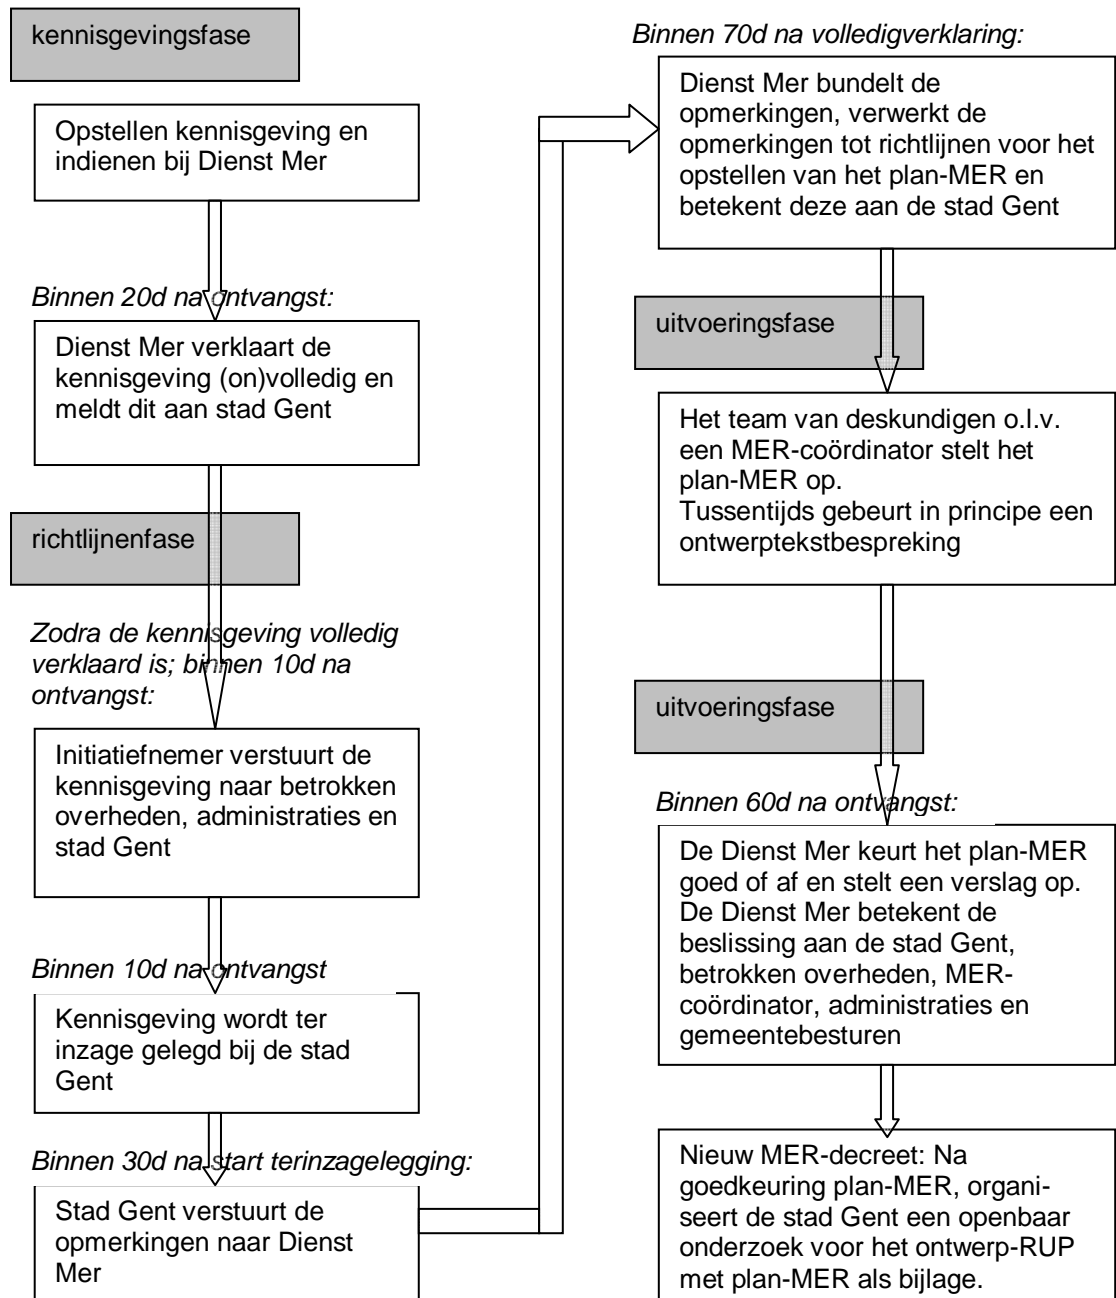 kennisgevingsfase
Opstellen kennisgeving en
indienen bij Dienst Mer
Binnen 20d na ontvangst:
Dienst Mer verklaart de
kennisgeving (on)volledig en
meldt dit aan stad Gent
richtlijnenfase
Zodra de kennisgeving volledig
verklaard is; binnen 10d na
ontvangst:
Initiatiefnemer verstuurt de
kennisgeving naar betrokken
overheden, administraties en
stad Gent
Binnen 10d na ontvangst
Kennisgeving wordt ter
inzage gelegd bij de stad
Gent
Binnen 30d na start terinzagelegging:
Stad Gent verstuurt de
opmerkingen naar Dienst
Mer
Binnen 70d na volledigverklaring:
Dienst Mer bundelt de
opmerkingen, verwerkt de
opmerkingen tot richtlijnen voor het
opstellen van het plan-MER en
betekent deze aan de stad Gent
uitvoeringsfase
Het team van deskundigen o.l.v.
een MER-coördinator stelt het
plan-MER op.
Tussentijds gebeurt in principe een
ontwerptekstbespreking
uitvoeringsfase
Binnen 60d na ontvangst:
De Dienst Mer keurt het plan-MER
goed of af en stelt een verslag op.
De Dienst Mer betekent de
beslissing aan de stad Gent,
betrokken overheden, MER-
coördinator, administraties en
gemeentebesturen
Nieuw MER-decreet: Na
goedkeuring plan-MER, organi-
seert de stad Gent een openbaar
onderzoek voor het ontwerp-RUP
met plan-MER als bijlage.